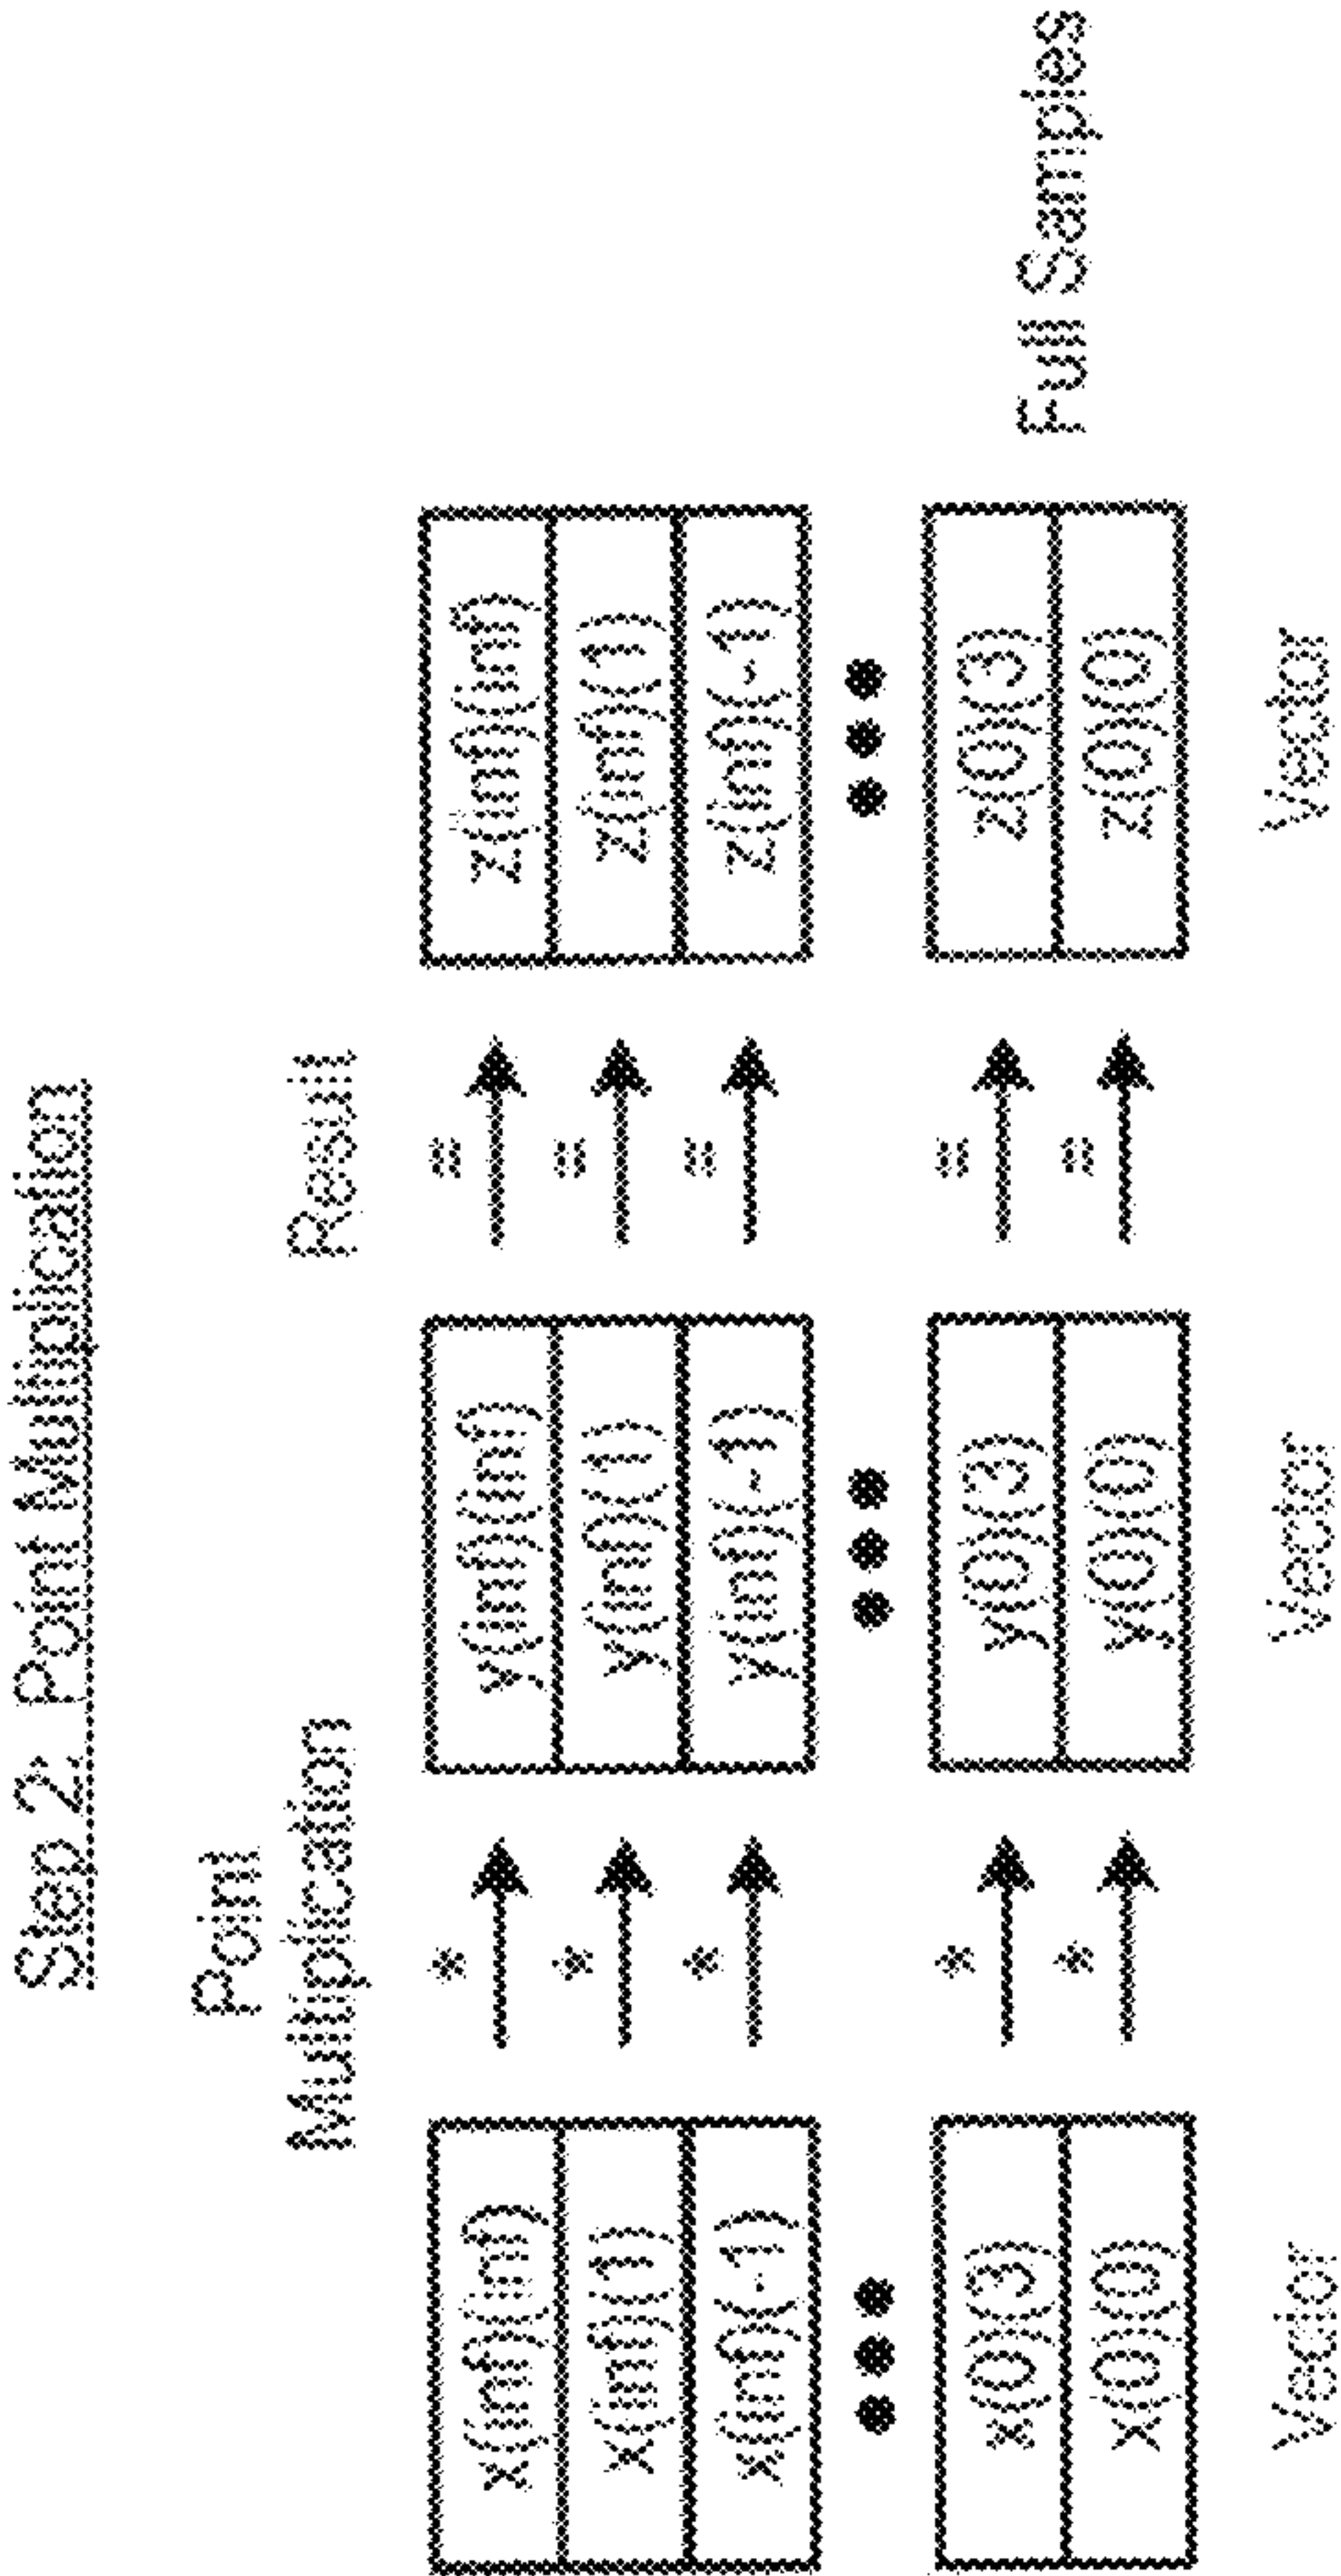 Step 2: Point Multiplication
Point
Multiplication
Result
x(inf)(inf) * y(inf)(inf) = z(inf)(inf)
x(inf)(1) * y(inf)(1) = z(inf)(1)
x(inf)(-1) * y(inf)(-1) = z(inf)(-1)
x(0)(3) * y(0)(3) = z(0)(3)
x(0)(0) * y(0)(0) = z(0)(0)
Full Samples
Vector Vector Vector